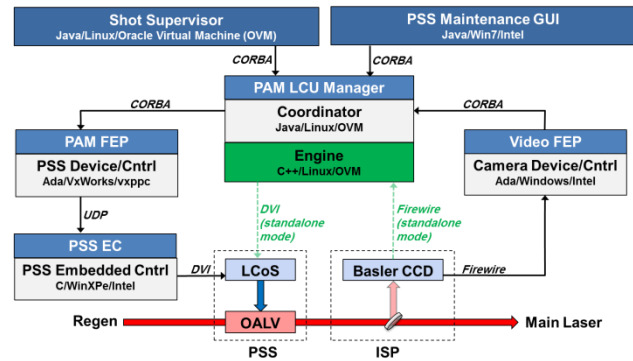 Shot Supervisor
Java/Linux/Oracle Virtual Machine (OVM)
PSS Maintenance GUI
Java/Win7/Intel
CORBA
CORBA
PAM LCU Manager
CORBA
CORBA
Coordinator
Java/Linux/OVM
PAM FEP
PSS Device/Cntrl
Ada/VxWorks/vxppc
Video FEP
Camera Device/Cntrl
Ada/Windows/Intel
Engine
C++/Linux/OVM
UDP
DVI
(standalone
mode)
Firewire
(standalone
mode)
PSS EC
PSS Embedded Cntrl
C/WinXPe/Intel
DVI
LCoS
Basler CCD
Firewire
Regen
OALV
Main Laser
PSS
ISP